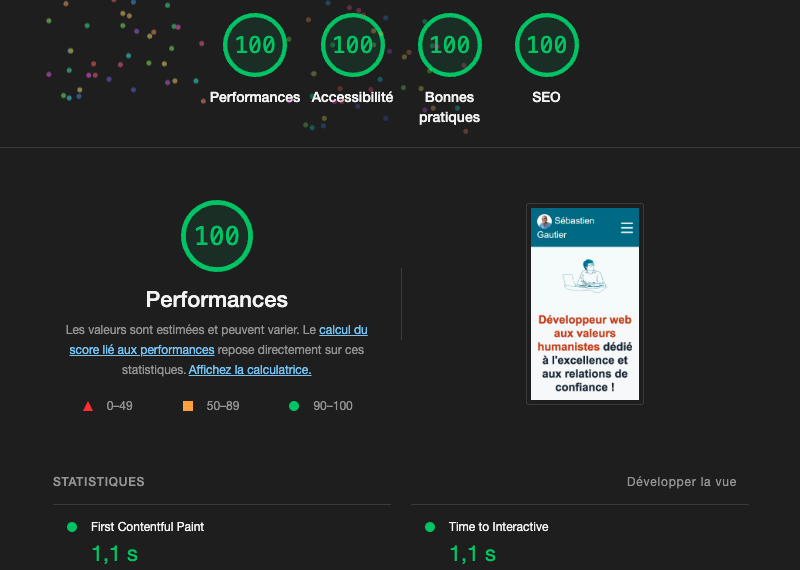 100 100 100 100
Performances Accessibilité Bonnes pratiques SEO
100
Performances
Les valeurs sont estimées et peuvent varier. Le calcul du
score lié aux performances repose directement sur ces
statistiques. Affichez la calculatrice.
0–49 50–89 90–100
Sébastien
Gautier
Développeur web
aux valeurs
humanistes dédié
à l'excellence et
aux relations de
confiance !
STATISTIQUES
Développer la vue
First Contentful Paint
1,1 s
Time to Interactive
1,1 s